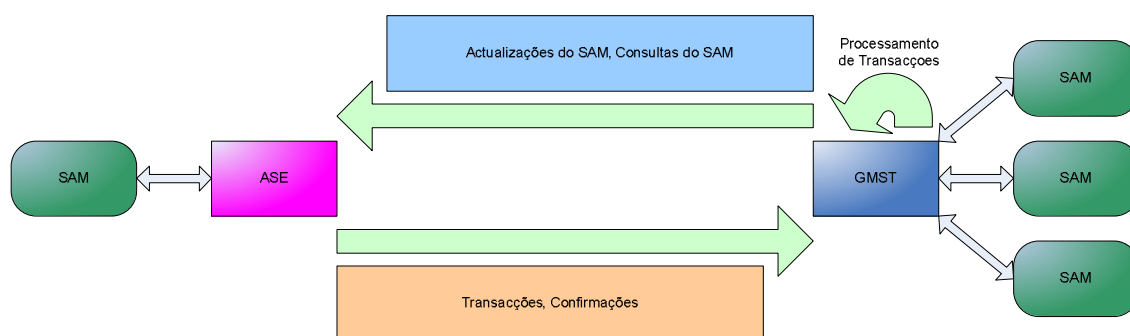 Actualizações do SAM, Consultas do SAM
Processamento
de Transacçoes
SAM
SAM
ASE
GMST
SAM
SAM
Transacções, Confirmações